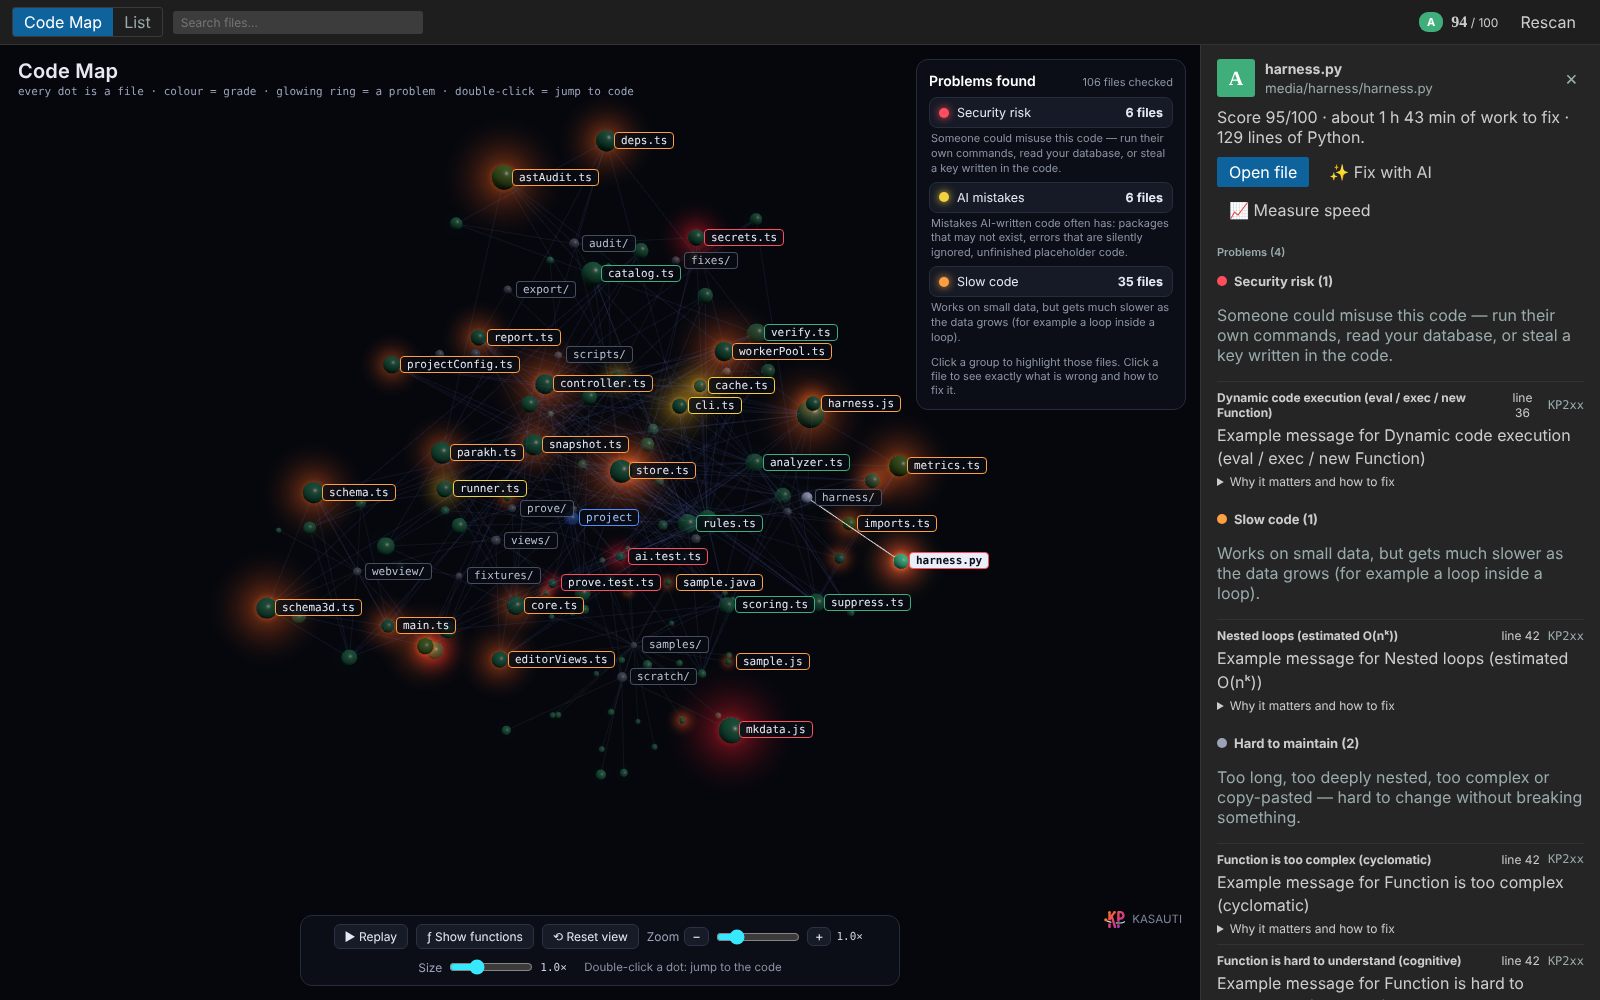 Code Map
List
Search files...
A 94 / 100
Rescan
Code Map
every dot is a file · colour = grade · glowing ring = a problem · double-click = jump to code
Problems found
106 files checked
Security risk
6 files
Someone could misuse this code — run their
own commands, read your database, or steal
a key written in the code.
AI mistakes
6 files
Mistakes AI-written code often has: packages
that may not exist, errors that are silently
ignored, unfinished placeholder code.
Slow code
35 files
Works on small data, but gets much slower as
the data grows (for example a loop inside a
loop).
Click a group to highlight those files. Click a
file to see exactly what is wrong and how to
fix it.
deps.ts
astAudit.ts
secrets.ts
audit/
fixes/
catalog.ts
export/
verify.ts
report.ts
workerPool.ts
scripts/
projectConfig.ts
controller.ts
cache.ts
cli.ts
harness.js
snapshot.ts
parakh.ts
analyzer.ts
metrics.ts
store.ts
runner.ts
schema.ts
harness/
prove/
project
rules.ts
imports.ts
views/
ai.test.ts
harness.py
webview/
fixtures/
prove.test.ts
sample.java
schema3d.ts
core.ts
scoring.ts
suppress.ts
main.ts
samples/
editorViews.ts
sample.js
scratch/
mkdata.js
KP KASAUTI
▶ Replay
ƒ Show functions
⟲ Reset view
Zoom
−
+
1.0×
Size
1.0×
Double-click a dot: jump to the code
A
harness.py
media/harness/harness.py
×
Score 95/100 · about 1 h 43 min of work to fix ·
129 lines of Python.
Open file
✨ Fix with AI
📈 Measure speed
Problems (4)
Security risk (1)
Someone could misuse this code — run their
own commands, read your database, or steal a
key written in the code.
Dynamic code execution (eval / exec / new
Function)
line
36
KP2xx
Example message for Dynamic code execution
(eval / exec / new Function)
▶ Why it matters and how to fix
Slow code (1)
Works on small data, but gets much slower as
the data grows (for example a loop inside a
loop).
Nested loops (estimated O(nᵏ))
line 42 KP2xx
Example message for Nested loops (estimated
O(nᵏ))
▶ Why it matters and how to fix
Hard to maintain (2)
Too long, too deeply nested, too complex or
copy-pasted — hard to change without breaking
something.
Function is too complex (cyclomatic)
line 42 KP2xx
Example message for Function is too complex
(cyclomatic)
▶ Why it matters and how to fix
Function is hard to understand (cognitive)
line 42 KP2xx
Example message for Function is hard to